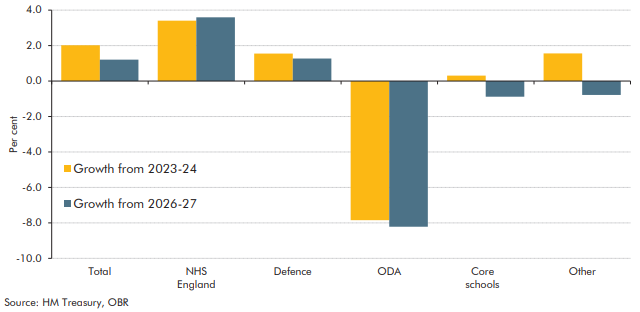 4.0
2.0
0.0
-2.0
-4.0
-6.0
-8.0
-10.0
Per cent
Growth from 2023-24
Growth from 2026-27
Total
NHS
England
Defence
ODA
Core
schools
Other
Source: HM Treasury, OBR